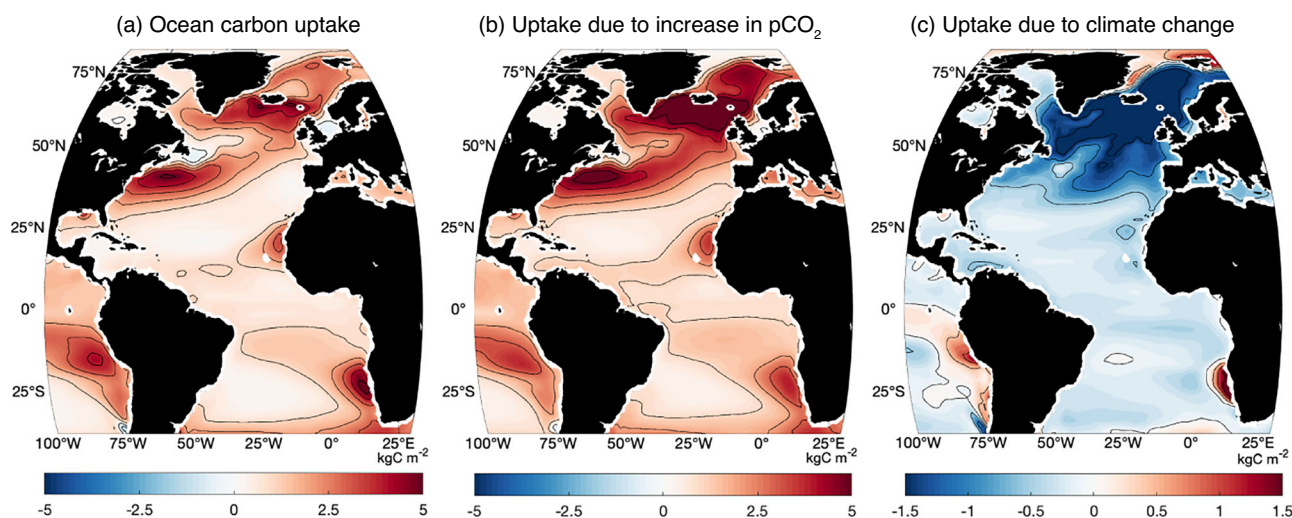 (a) Ocean carbon uptake
(b) Uptake due to increase in pCO₂
(c) Uptake due to climate change
75°N
50°N
25°N
0°
25°S
100°W 75°W 50°W 25°W 0° 25°E
kgC m⁻²
-5 -2.5 0 2.5 5
75°N
50°N
25°N
0°
25°S
100°W 75°W 50°W 25°W 0° 25°E
kgC m⁻²
-5 -2.5 0 2.5 5
75°N
50°N
25°N
0°
25°S
100°W 75°W 50°W 25°W 0° 25°E
kgC m⁻²
-1.5 -1 -0.5 0 0.5 1 1.5